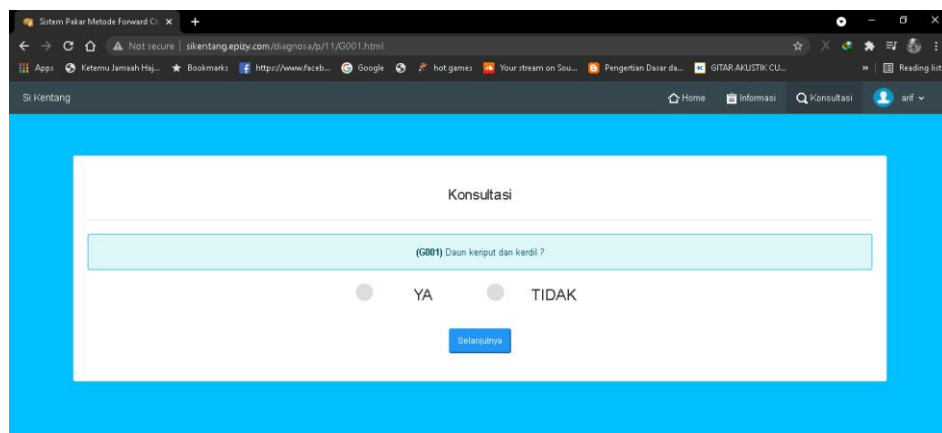 Sistem Pakar Metode Forward Ch
Not secure | sikentang.epizy.com/diagnosa/p/11/G001.html
Apps Ketemu Jamaah Haj... Bookmarks https://www.faceb... Google hot games Your stream on Sou... Pengertian Dasar da... GITAR AKUSTIK CU... » Reading list
Si Kentang Home Informasi Konsultasi arif
Konsultasi
(G001) Daun keriput dan kerdil ?
YA TIDAK
Selanjutnya